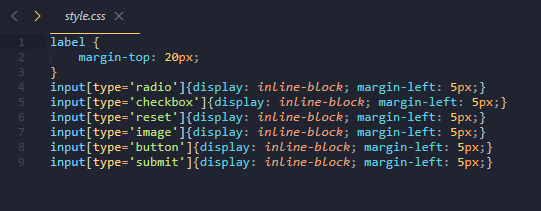 style.css
1 label {
2 margin-top: 20px;
3 }
4 input[type='radio']{display: inline-block; margin-left: 5px;}
5 input[type='checkbox']{display: inline-block; margin-left: 5px;}
6 input[type='reset']{display: inline-block; margin-left: 5px;}
7 input[type='image']{display: inline-block; margin-left: 5px;}
8 input[type='button']{display: inline-block; margin-left: 5px;}
9 input[type='submit']{display: inline-block; margin-left: 5px;}